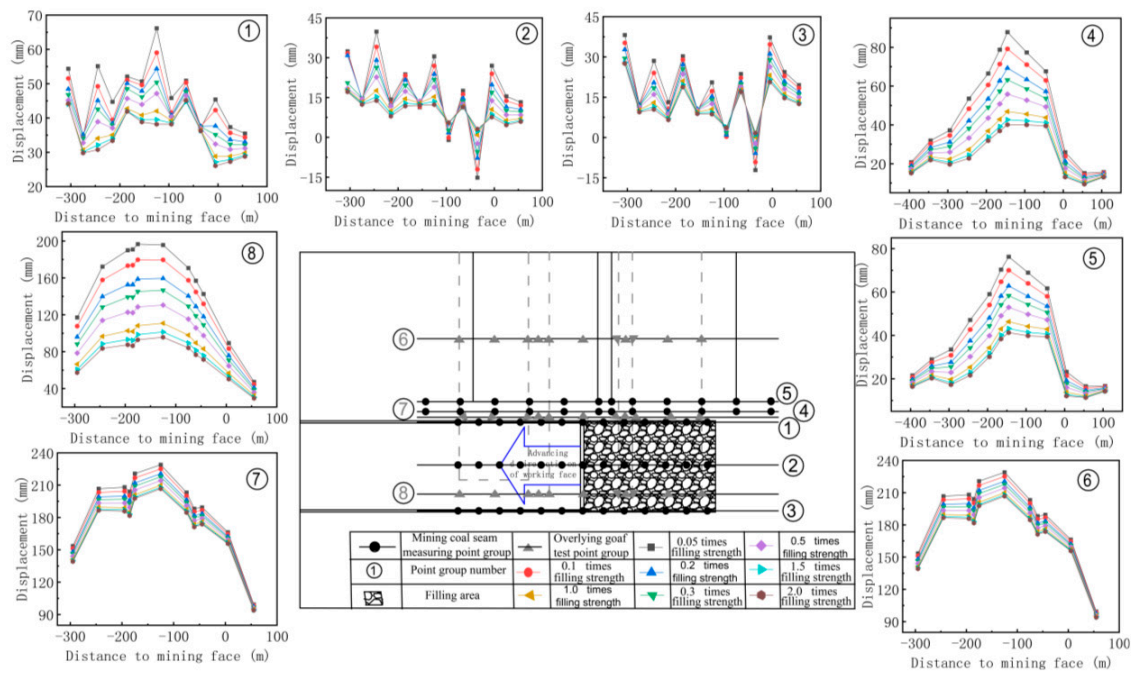 70
60
50
40
30
20
Displacement (mm)
①
-300 -200 -100 0 100
Distance to mining face (m)
45
30
15
0
-15
Displacement (mm)
②
-300 -200 -100 0 100
Distance to mining face (m)
45
30
15
0
-15
Displacement (mm)
③
-300 -200 -100 0 100
Distance to mining face (m)
80
60
40
20
Displacement (mm)
④
-400 -300 -200 -100 0 100
Distance to mining face (m)
200
160
120
80
40
Displacement (mm)
⑧
-300 -200 -100 0 100
Distance to mining face (m)
⑥
⑤
⑦
④
①
Advancing
of working face
②
⑧
③
80
60
40
20
Displacement (mm)
⑤
-400 -300 -200 -100 0 100
Distance to mining face (m)
240
210
180
150
120
90
Displacement (mm)
⑦
-300 -200 -100 0 100
Distance to mining face (m)
Mining coal seam measuring point group
Overlying goaf test point group
0.05 times filling strength
0.5 times filling strength
① Point group number
0.1 times filling strength
0.2 times filling strength
1.5 times filling strength
Filling area
1.0 times filling strength
0.3 times filling strength
2.0 times filling strength
240
210
180
150
120
90
Displacement (mm)
⑥
-300 -200 -100 0 100
Distance to mining face (m)